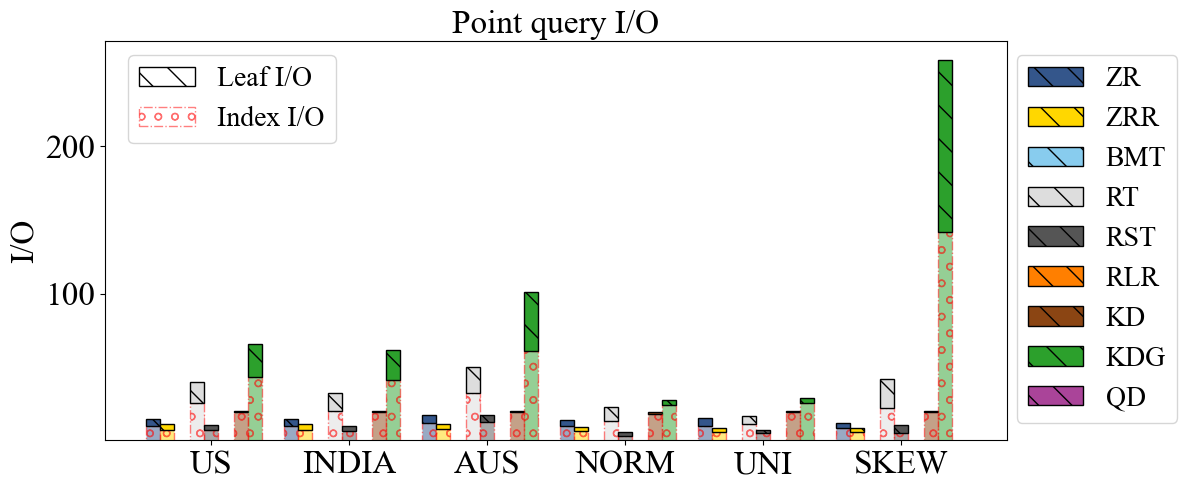 Point query I/O
Leaf I/O
Index I/O
I/O
200
100
US
INDIA
AUS
NORM
UNI
SKEW
ZR
ZRR
BMT
RT
RST
RLR
KD
KDG
QD